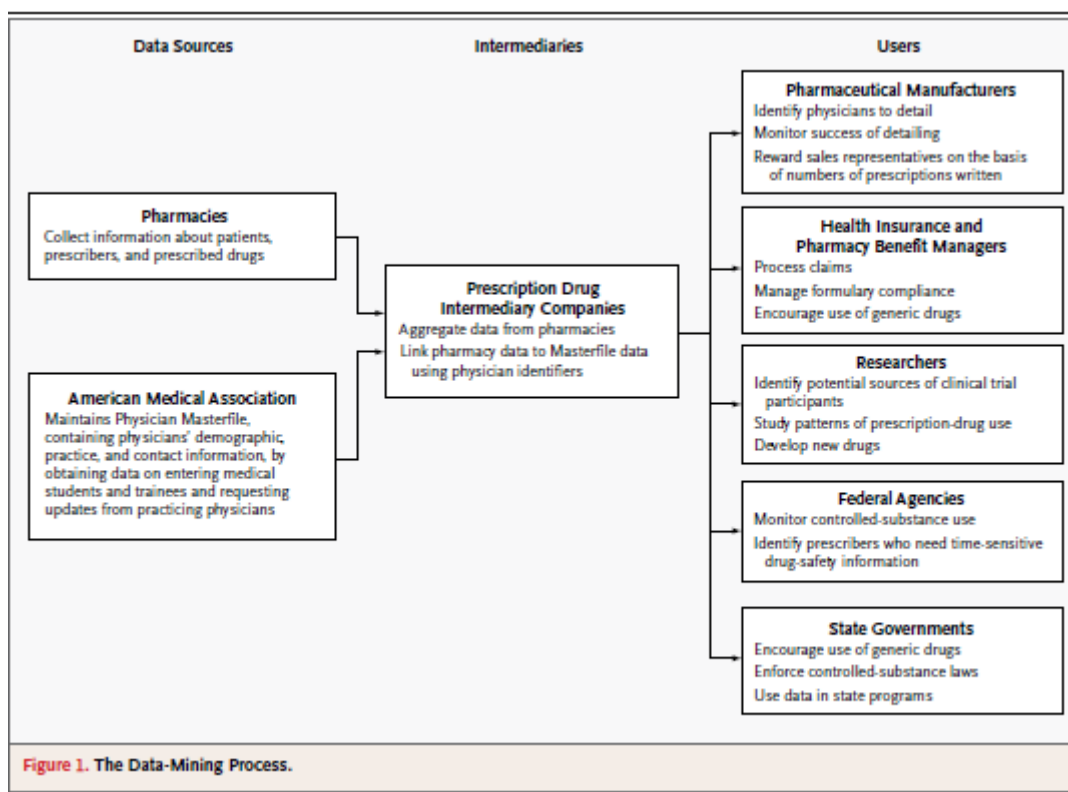 Data Sources
Intermediaries
Users
Pharmacies
Collect information about patients,
prescribers, and prescribed drugs
American Medical Association
Maintains Physician Masterfile,
containing physicians' demographic,
practice, and contact information, by
obtaining data on entering medical
students and trainees and requesting
updates from practicing physicians
Prescription Drug
Intermediary Companies
Aggregate data from pharmacies
Link pharmacy data to Masterfile data
using physician identifiers
Pharmaceutical Manufacturers
Identify physicians to detail
Monitor success of detailing
Reward sales representatives on the basis
of numbers of prescriptions written
Health Insurance and
Pharmacy Benefit Managers
Process claims
Manage formulary compliance
Encourage use of generic drugs
Researchers
Identify potential sources of clinical trial
participants
Study patterns of prescription-drug use
Develop new drugs
Federal Agencies
Monitor controlled-substance use
Identify prescribers who need time-sensitive
drug-safety information
State Governments
Encourage use of generic drugs
Enforce controlled-substance laws
Use data in state programs
Figure 1. The Data-Mining Process.